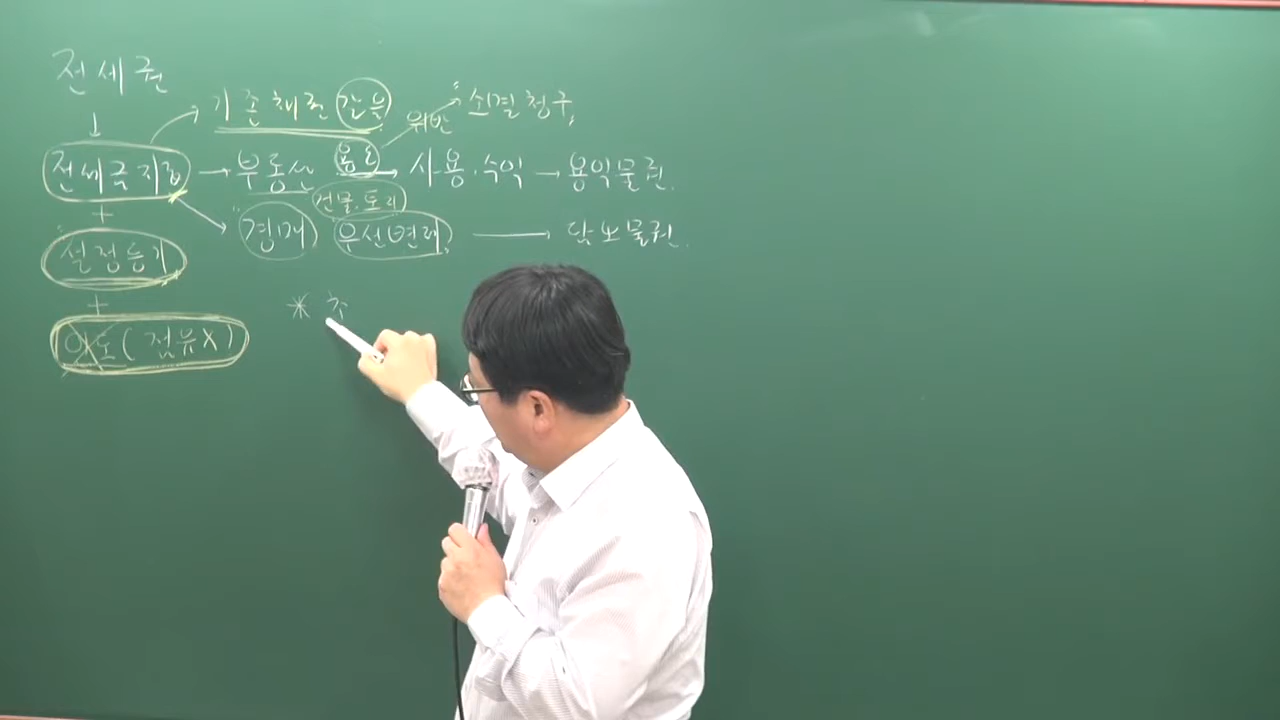 전세권
↓
전세금지급 → 기존채권 갈음
위반 → 소멸청구
→ 부동산 용도 → 사용·수익 → 용익물권.
건물.토지
→ 경매 우선변제 → 담보물권.
+
설정등기
+
인도(점유X)
* 주